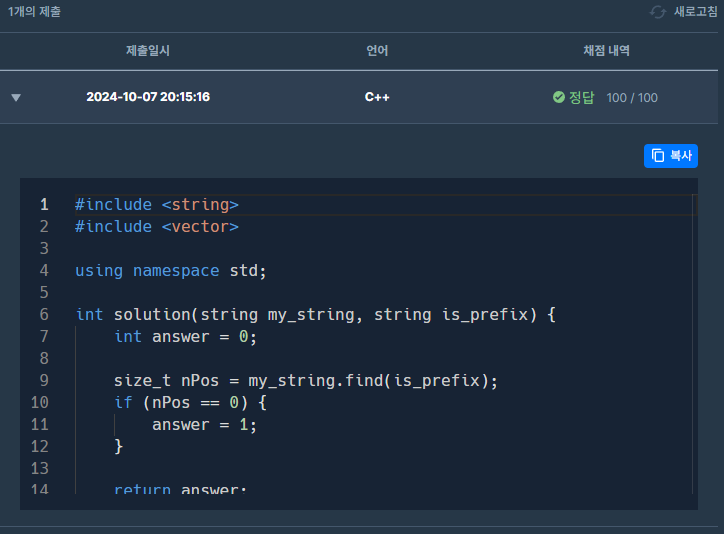 1개의 제출
새로고침
제출일시 언어 채점 내역
2024-10-07 20:15:16 C++ 정답 100 / 100
복사
1 #include <string>
2 #include <vector>
3
4 using namespace std;
5
6 int solution(string my_string, string is_prefix) {
7 int answer = 0;
8
9 size_t nPos = my_string.find(is_prefix);
10 if (nPos == 0) {
11 answer = 1;
12 }
13
14 return answer;